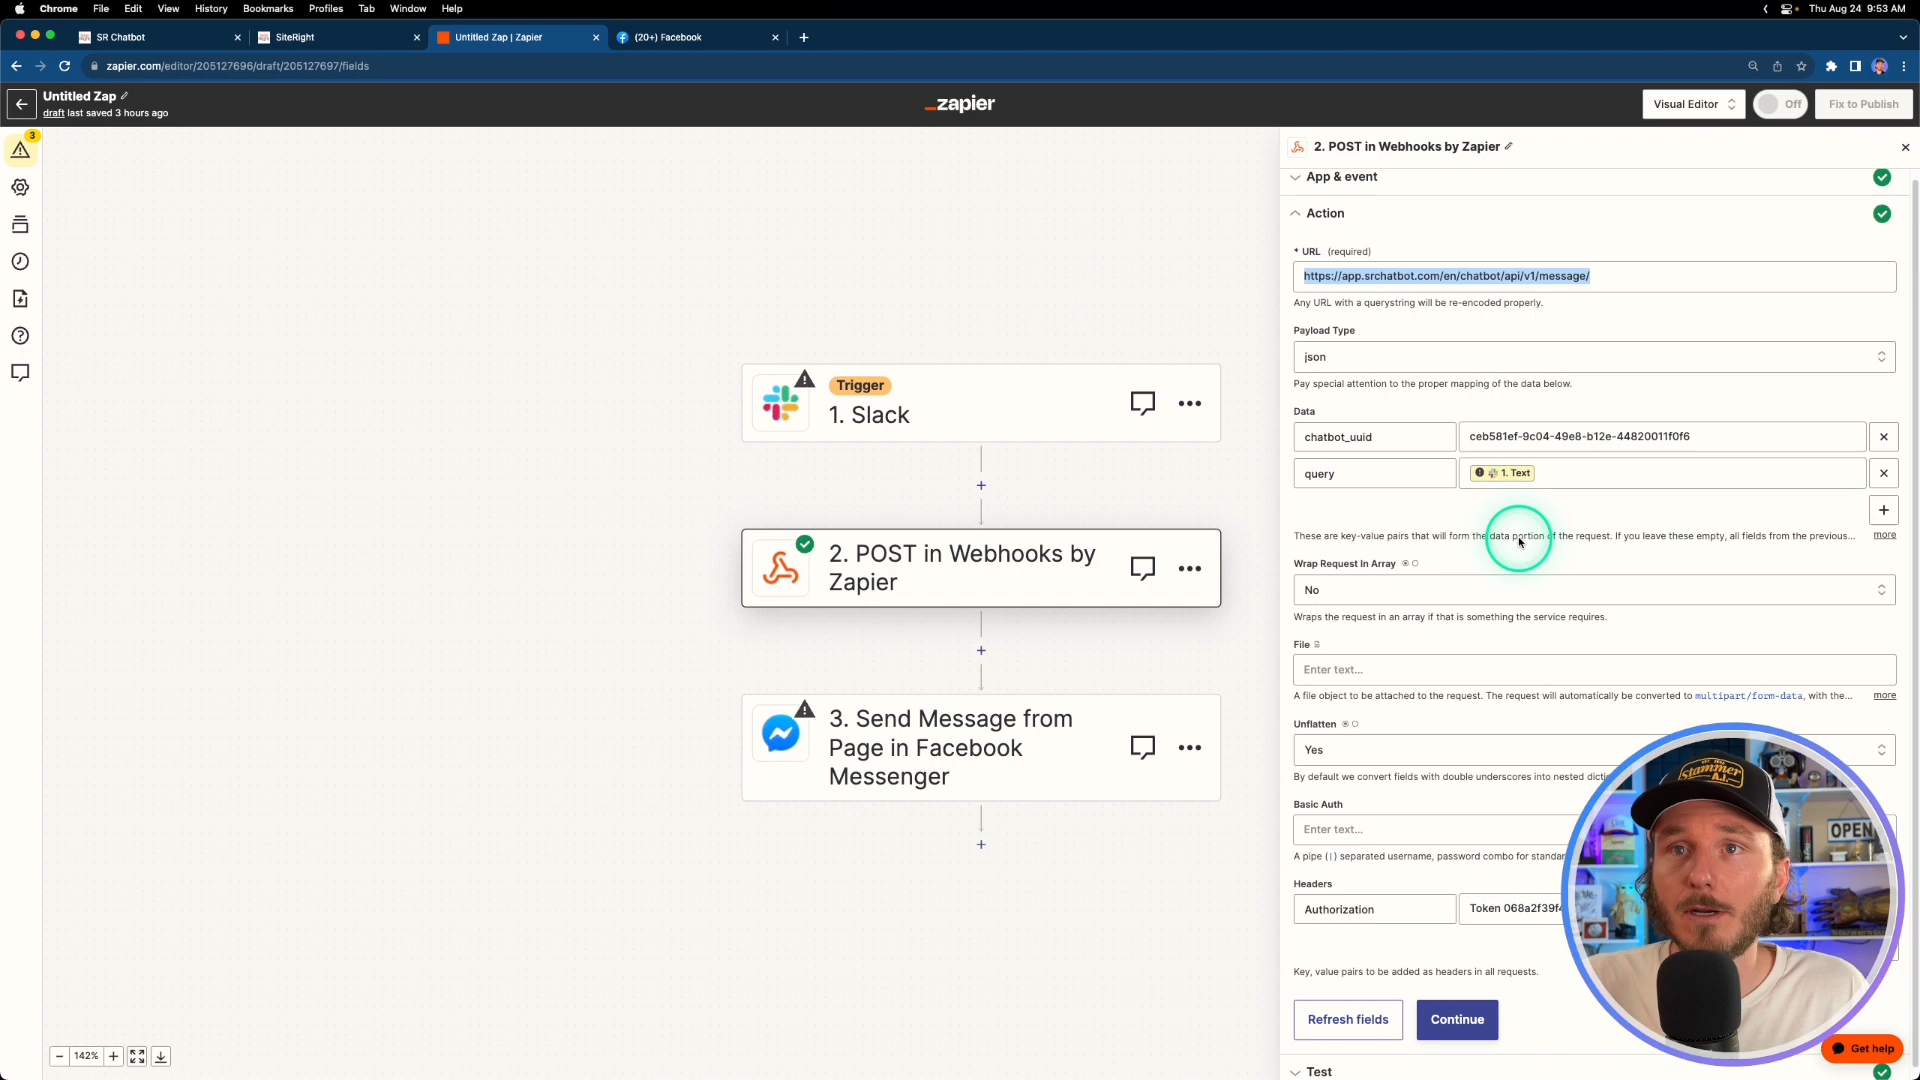 Chrome File Edit View History Bookmarks Profiles Tab Window Help Thu Aug 24 9:53 AM
SR Chatbot SiteRight Untitled Zap | Zapier (20+) Facebook
zapier.com/editor/205127696/draft/205127697/fields
Untitled Zap
draft last saved 3 hours ago
_zapier
Visual Editor Off Fix to Publish
3
Trigger
1. Slack
2. POST in Webhooks by
Zapier
3. Send Message from
Page in Facebook
Messenger
142%
2. POST in Webhooks by Zapier
App & event
Action
* URL (required)
https://app.srchatbot.com/en/chatbot/api/v1/message/
Any URL with a querystring will be re-encoded properly.
Payload Type
json
Pay special attention to the proper mapping of the data below.
Data
chatbot_uuid ceb581ef-9c04-49e8-b12e-44820011f0f6
query 1. Text
These are key-value pairs that will form the data portion of the request. If you leave these empty, all fields from the previous... more
Wrap Request In Array
No
Wraps the request in an array if that is something the service requires.
File
Enter text...
A file object to be attached to the request. The request will automatically be converted to multipart/form-data, with the... more
Unflatten
Yes
By default we convert fields with double underscores into nested
Basic Auth
Enter text...
A pipe (|) separated username, password combo for
Headers
Authorization Token
Key, value pairs to be added as headers in all requests.
Refresh fields Continue
Test
Stammer
A.I.
OPEN
Get help